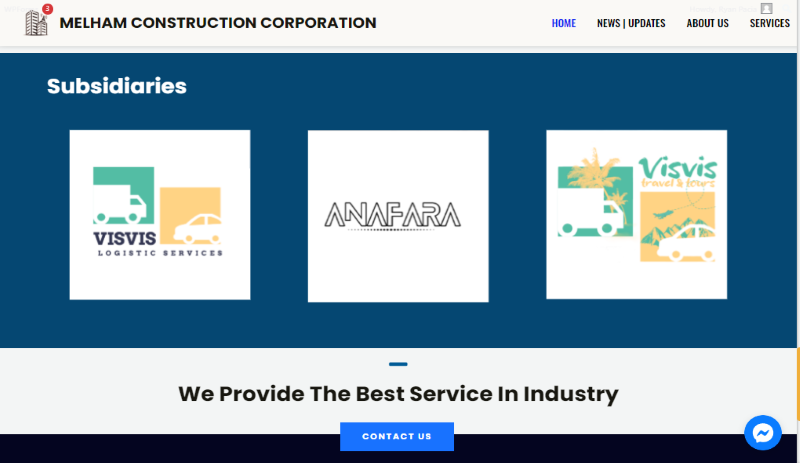 3
MELHAM CONSTRUCTION CORPORATION
HOME NEWS | UPDATES ABOUT US SERVICES
Subsidiaries
VISVIS
LOGISTIC SERVICES
ANAFARA
Visvis
travel & tours
We Provide The Best Service In Industry
CONTACT US